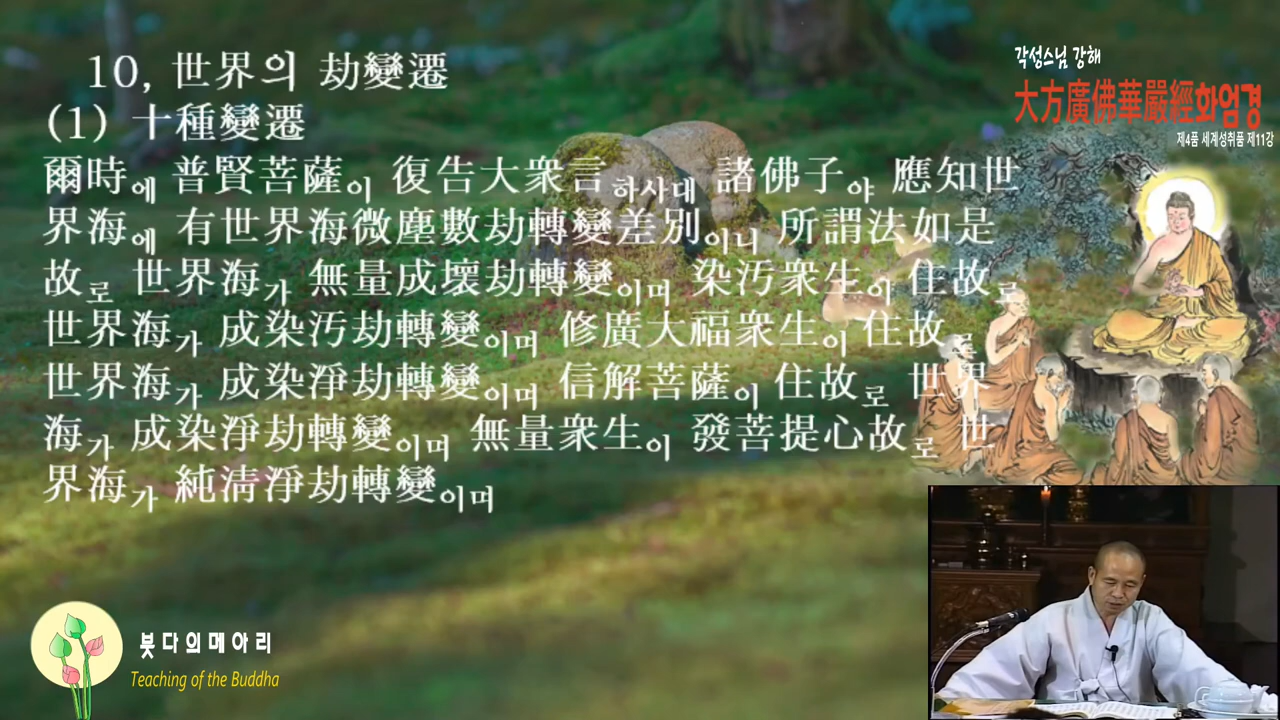 10, 世界의 劫變遷
(1) 十種變遷
爾時에 普賢菩薩이 復告大衆言하사대 諸佛子야 應知世
界海에 有世界海微塵數劫轉變差別이니 所謂法如是
故로 世界海가 無量成壞劫轉變이며 染汚衆生이 住故로
世界海가 成染汚劫轉變이며 修廣大福衆生이 住故로
世界海가 成染淨劫轉變이며 信解菩薩이 住故로 世界
海가 成染淨劫轉變이며 無量衆生이 發菩提心故로 世
界海가 純淸淨劫轉變이며
각성스님 강해
大方廣佛華嚴經화엄경
제4품 세계성취품 제11강
붓다의메아리
Teaching of the Buddha